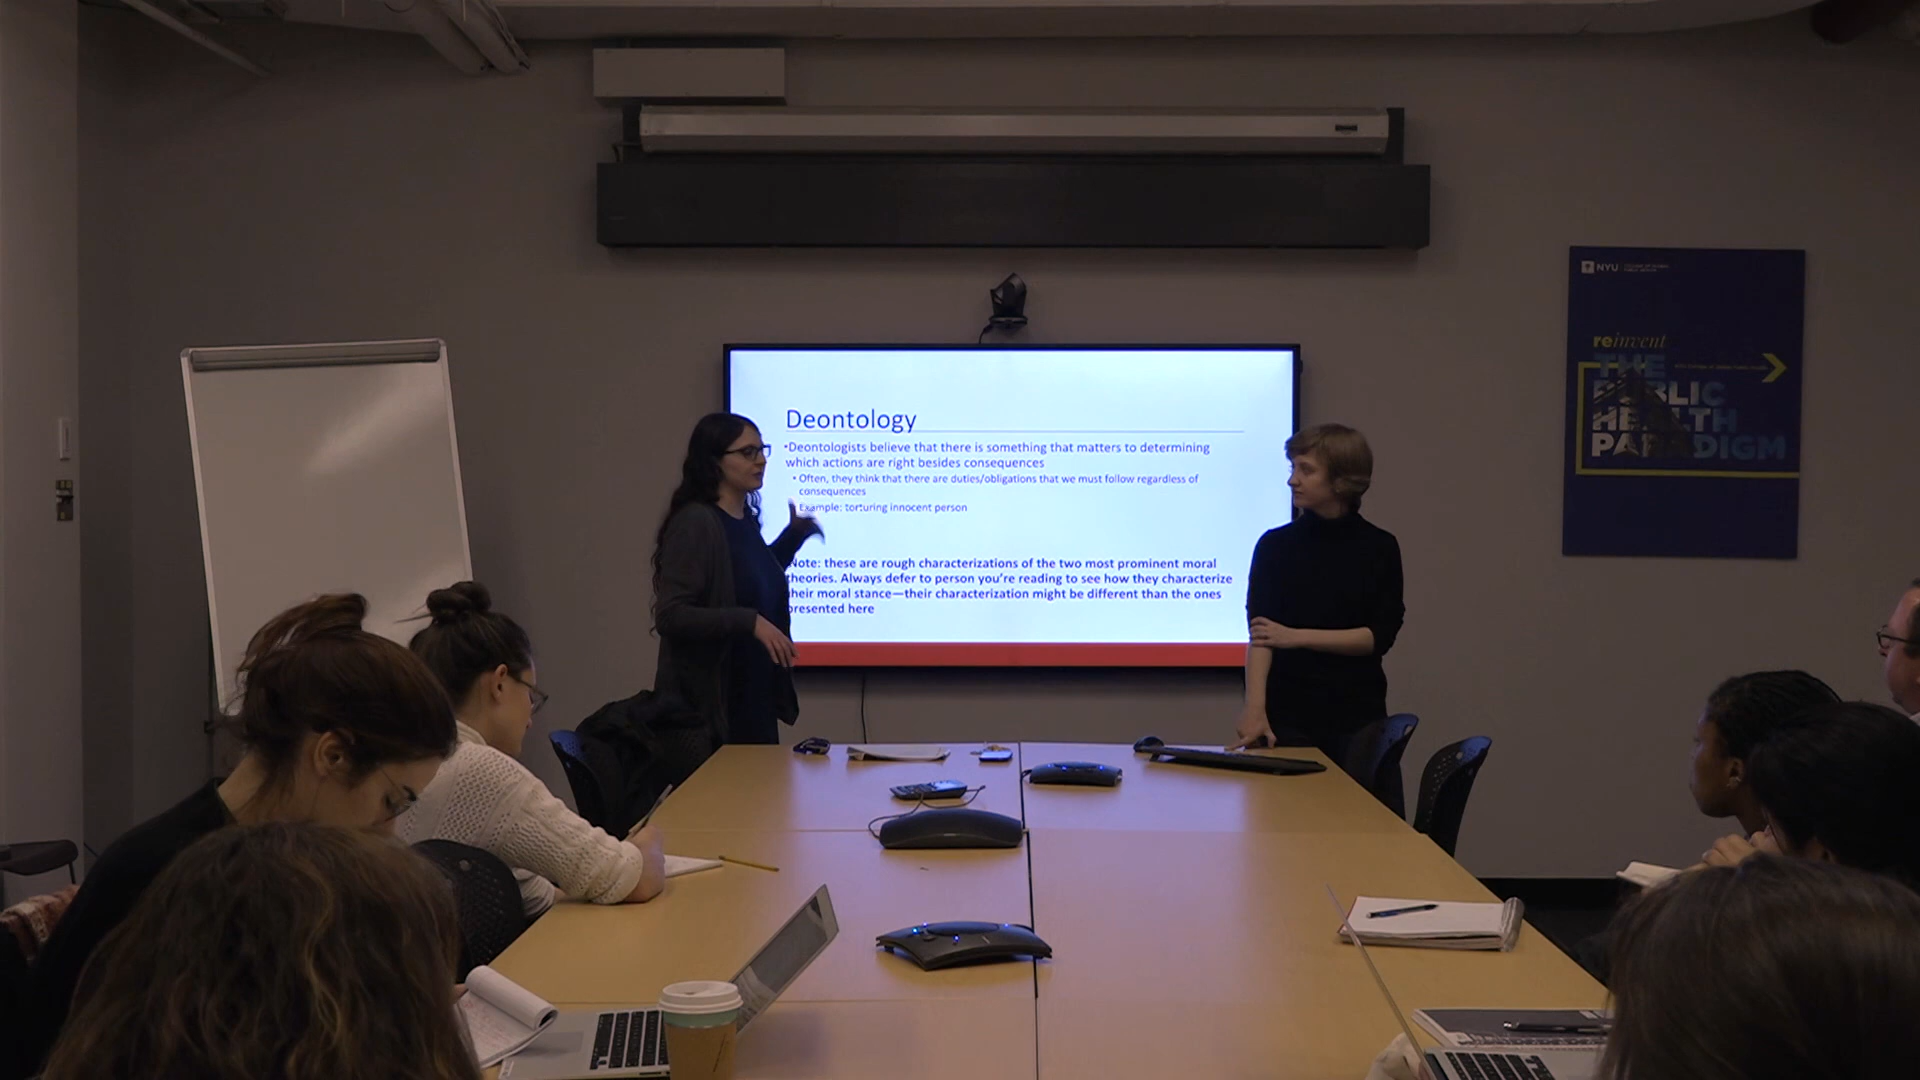 Deontology
•Deontologists believe that there is something that matters to determining
which actions are right besides consequences
• Often, they think that there are duties/obligations that we must follow regardless of
consequences
Example: torturing innocent person
Note: these are rough characterizations of the two most prominent moral
theories. Always defer to person you're reading to see how they characterize
their moral stance—their characterization might be different than the ones
presented here
NYU
reinvent
THE
PUBLIC
HEALTH
PARADIGM